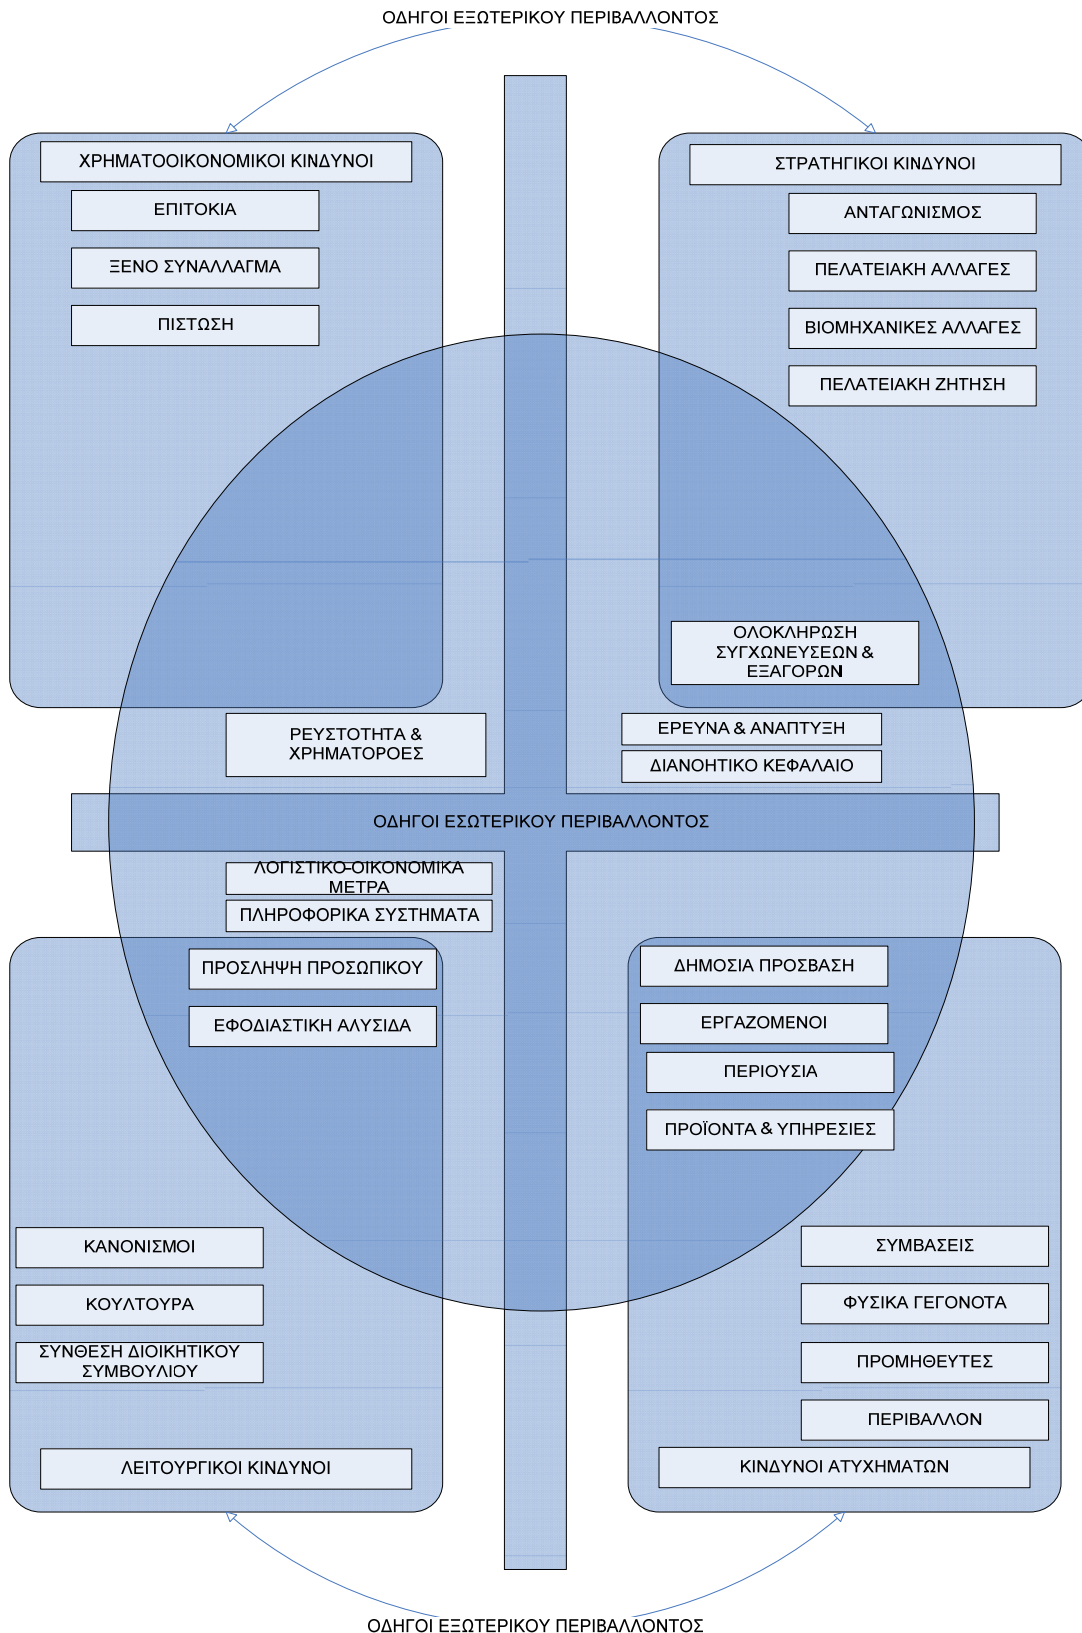 ΟΔΗΓΟΙ ΕΞΩΤΕΡΙΚΟΥ ΠΕΡΙΒΑΛΛΟΝΤΟΣ
ΧΡΗΜΑΤΟΟΙΚΟΝΟΜΙΚΟΙ ΚΙΝΔΥΝΟΙ
ΕΠΙΤΟΚΙΑ
ΞΕΝΟ ΣΥΝΑΛΛΑΓΜΑ
ΠΙΣΤΩΣΗ
ΣΤΡΑΤΗΓΙΚΟΙ ΚΙΝΔΥΝΟΙ
ΑΝΤΑΓΩΝΙΣΜΟΣ
ΠΕΛΑΤΕΙΑΚΗ ΑΛΛΑΓΕΣ
ΒΙΟΜΗΧΑΝΙΚΕΣ ΑΛΛΑΓΕΣ
ΠΕΛΑΤΕΙΑΚΗ ΖΗΤΗΣΗ
ΟΛΟΚΛΗΡΩΣΗ
ΣΥΓΧΩΝΕΥΣΕΩΝ &
ΕΞΑΓΟΡΩΝ
ΡΕΥΣΤΟΤΗΤΑ &
ΧΡΗΜΑΤΟΡΟΕΣ
ΕΡΕΥΝΑ & ΑΝΑΠΤΥΞΗ
ΔΙΑΝΟΗΤΙΚΟ ΚΕΦΑΛΑΙΟ
ΟΔΗΓΟΙ ΕΣΩΤΕΡΙΚΟΥ ΠΕΡΙΒΑΛΛΟΝΤΟΣ
ΛΟΓΙΣΤΙΚΟ-ΟΙΚΟΝΟΜΙΚΑ
ΜΕΤΡΑ
ΠΛΗΡΟΦΟΡΙΚΑ ΣΥΣΤΗΜΑΤΑ
ΠΡΟΣΛΗΨΗ ΠΡΟΣΩΠΙΚΟΥ
ΕΦΟΔΙΑΣΤΙΚΗ ΑΛΥΣΙΔΑ
ΔΗΜΟΣΙΑ ΠΡΟΣΒΑΣΗ
ΕΡΓΑΖΟΜΕΝΟΙ
ΠΕΡΙΟΥΣΙΑ
ΠΡΟΪΟΝΤΑ & ΥΠΗΡΕΣΙΕΣ
ΚΑΝΟΝΙΣΜΟΙ
ΚΟΥΛΤΟΥΡΑ
ΣΥΝΘΕΣΗ ΔΙΟΙΚΗΤΙΚΟΥ
ΣΥΜΒΟΥΛΙΟΥ
ΛΕΙΤΟΥΡΓΙΚΟΙ ΚΙΝΔΥΝΟΙ
ΣΥΜΒΑΣΕΙΣ
ΦΥΣΙΚΑ ΓΕΓΟΝΟΤΑ
ΠΡΟΜΗΘΕΥΤΕΣ
ΠΕΡΙΒΑΛΛΟΝ
ΚΙΝΔΥΝΟΙ ΑΤΥΧΗΜΑΤΩΝ
ΟΔΗΓΟΙ ΕΞΩΤΕΡΙΚΟΥ ΠΕΡΙΒΑΛΛΟΝΤΟΣ